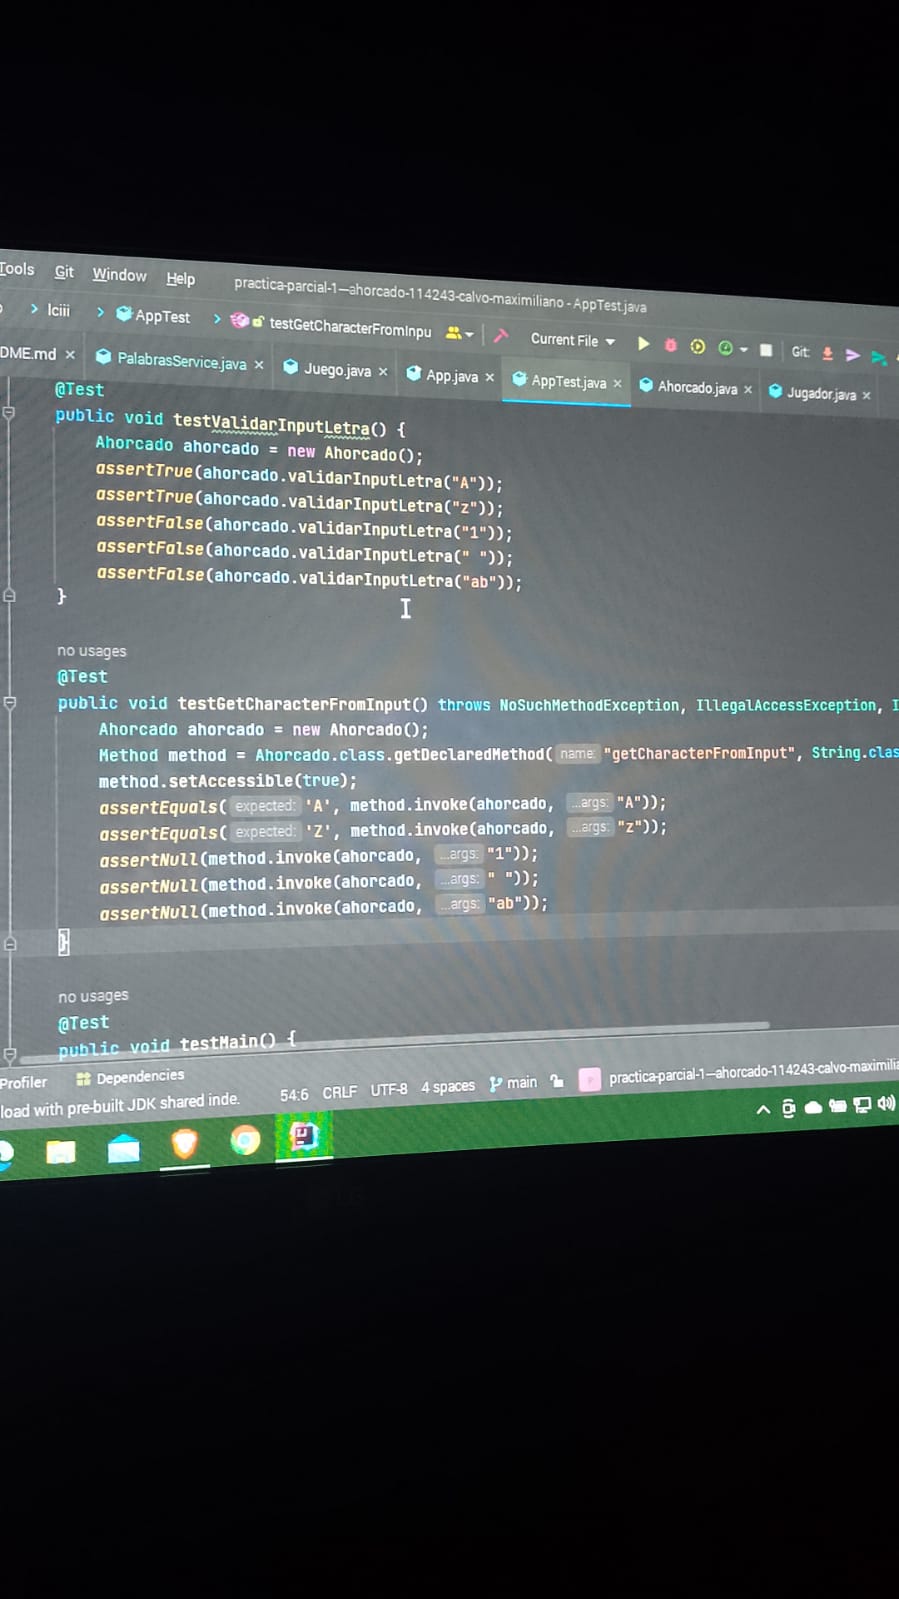 Tools Git Window Help practica-parcial-1—ahorcado-114243-calvo-maximiliano - AppTest.java
lciii AppTest testGetCharacterFromInpu Current File Git:
DME.md PalabrasService.java Juego.java App.java AppTest.java Ahorcado.java Jugador.java
@Test
public void testValidarInputLetra() {
Ahorcado ahorcado = new Ahorcado();
assertTrue(ahorcado.validarInputLetra("A"));
assertTrue(ahorcado.validarInputLetra("z"));
assertFalse(ahorcado.validarInputLetra("1"));
assertFalse(ahorcado.validarInputLetra(" "));
assertFalse(ahorcado.validarInputLetra("ab"));
}
no usages
@Test
public void testGetCharacterFromInput() throws NoSuchMethodException, IllegalAccessException, I
Ahorcado ahorcado = new Ahorcado();
Method method = Ahorcado.class.getDeclaredMethod( name: "getCharacterFromInput", String.clas
method.setAccessible(true);
assertEquals( expected: 'A', method.invoke(ahorcado, ...args: "A"));
assertEquals( expected: 'Z', method.invoke(ahorcado, ...args: "z"));
assertNull(method.invoke(ahorcado, ...args: "1"));
assertNull(method.invoke(ahorcado, ...args: " "));
assertNull(method.invoke(ahorcado, ...args: "ab"));
}
no usages
@Test
public void testMain() {
Profiler Dependencies
load with pre-built JDK shared inde. 54:6 CRLF UTF-8 4 spaces main practica-parcial-1—ahorcado-114243-calvo-maximilia